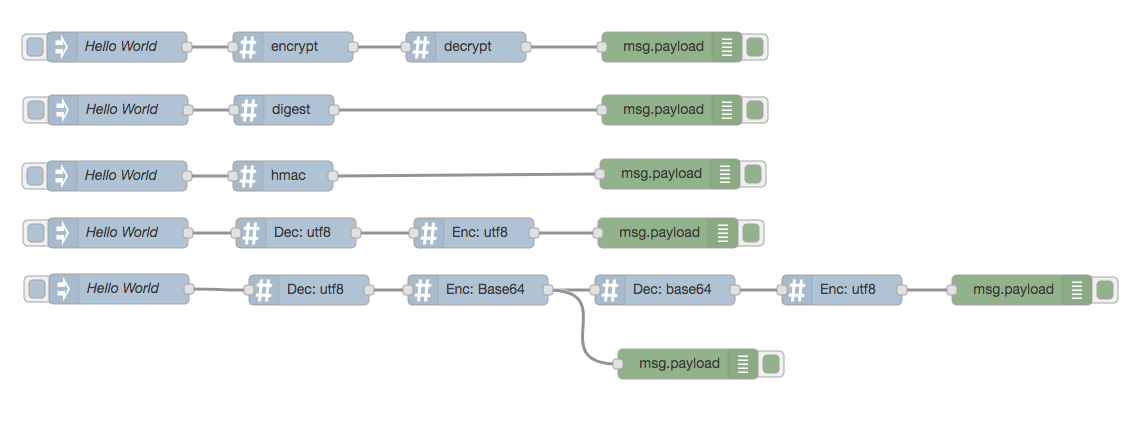 Hello World # encrypt # decrypt msg.payload
Hello World # digest msg.payload
Hello World # hmac msg.payload
Hello World # Dec: utf8 # Enc: utf8 msg.payload
Hello World # Dec: utf8 # Enc: Base64 # Dec: base64 # Enc: utf8 msg.payload
msg.payload